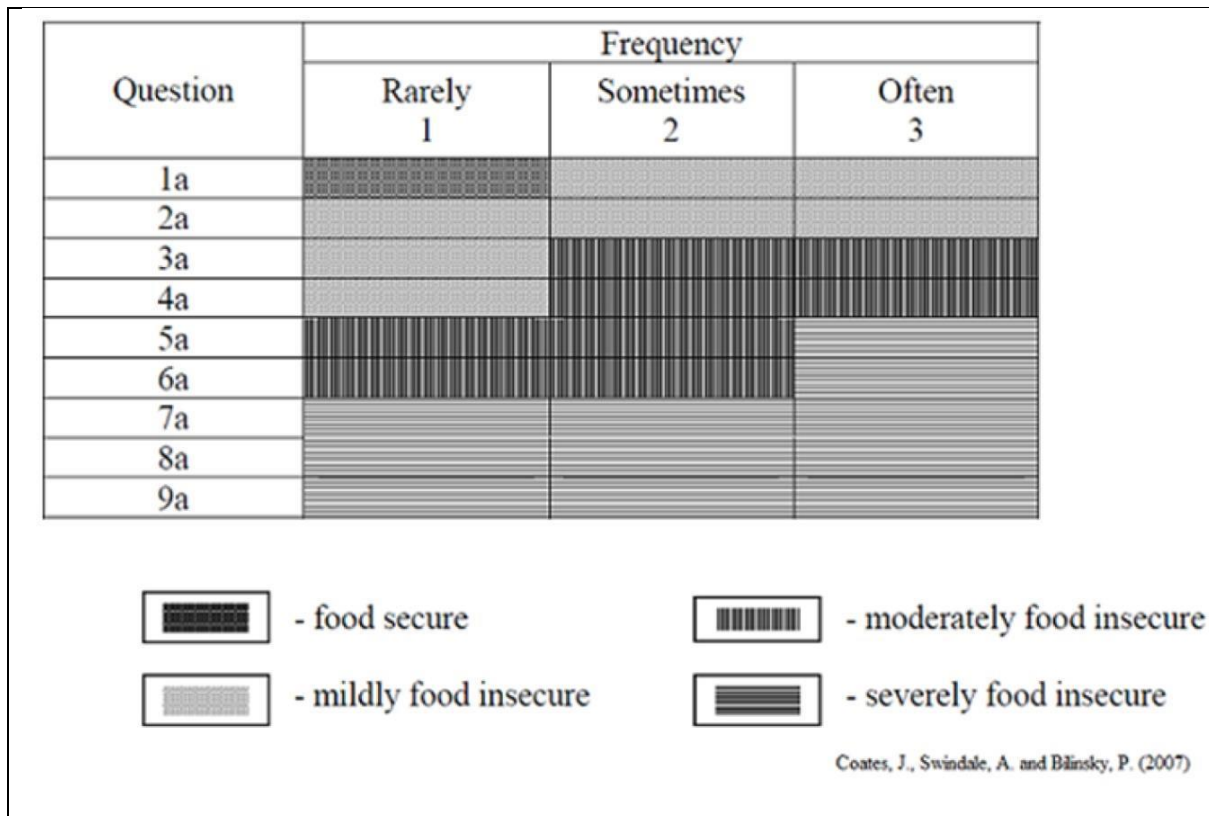 Frequency
Question Rarely Sometimes Often
1 2 3
1a
2a
3a
4a
5a
6a
7a
8a
9a
- food secure - moderately food insecure
- mildly food insecure - severely food insecure
Coates, J., Swindale, A. and Bilinsky, P. (2007)